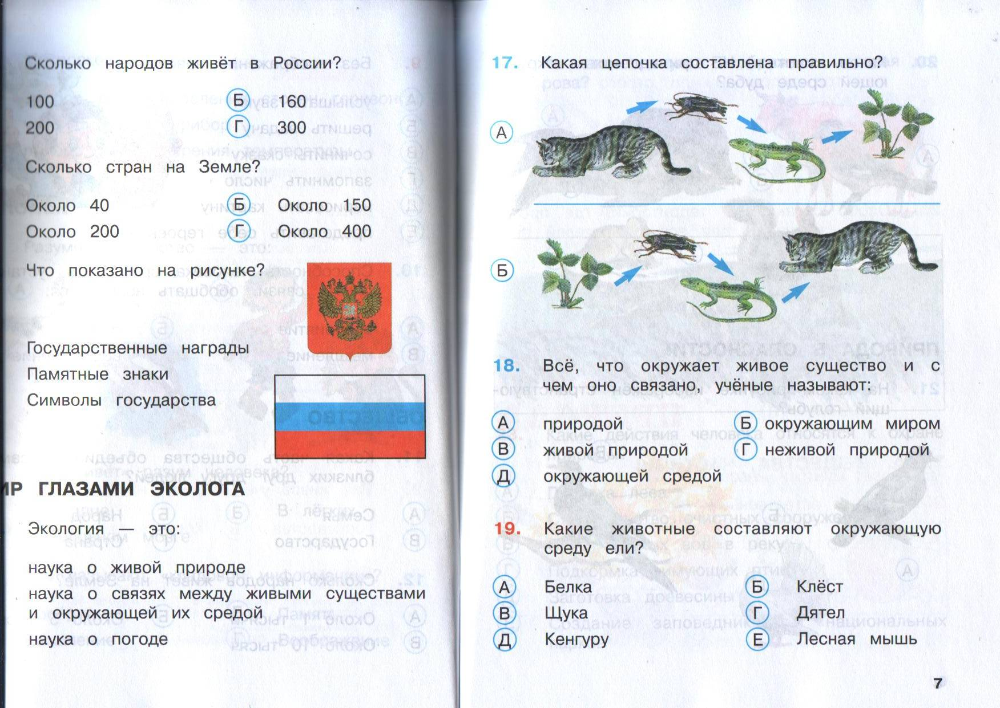 Сколько народов живёт в России?
100 Б 160
200 Г 300
Сколько стран на Земле?
Около 40 Б Около 150
Около 200 Г Около 400
Что показано на рисунке?
Государственные награды
Памятные знаки
Символы государства
ИР ГЛАЗАМИ ЭКОЛОГА
Экология — это:
наука о живой природе
наука о связях между живыми существами
и окружающей их средой
наука о погоде
17. Какая цепочка составлена правильно?
А
Б
18. Всё, что окружает живое существо и с
чем оно связано, учёные называют:
А природой Б окружающим миром
В живой природой Г неживой природой
Д окружающей средой
19. Какие животные составляют окружающую
среду ели?
А Белка Б Клёст
В Щука Г Дятел
Д Кенгуру Е Лесная мышь
7